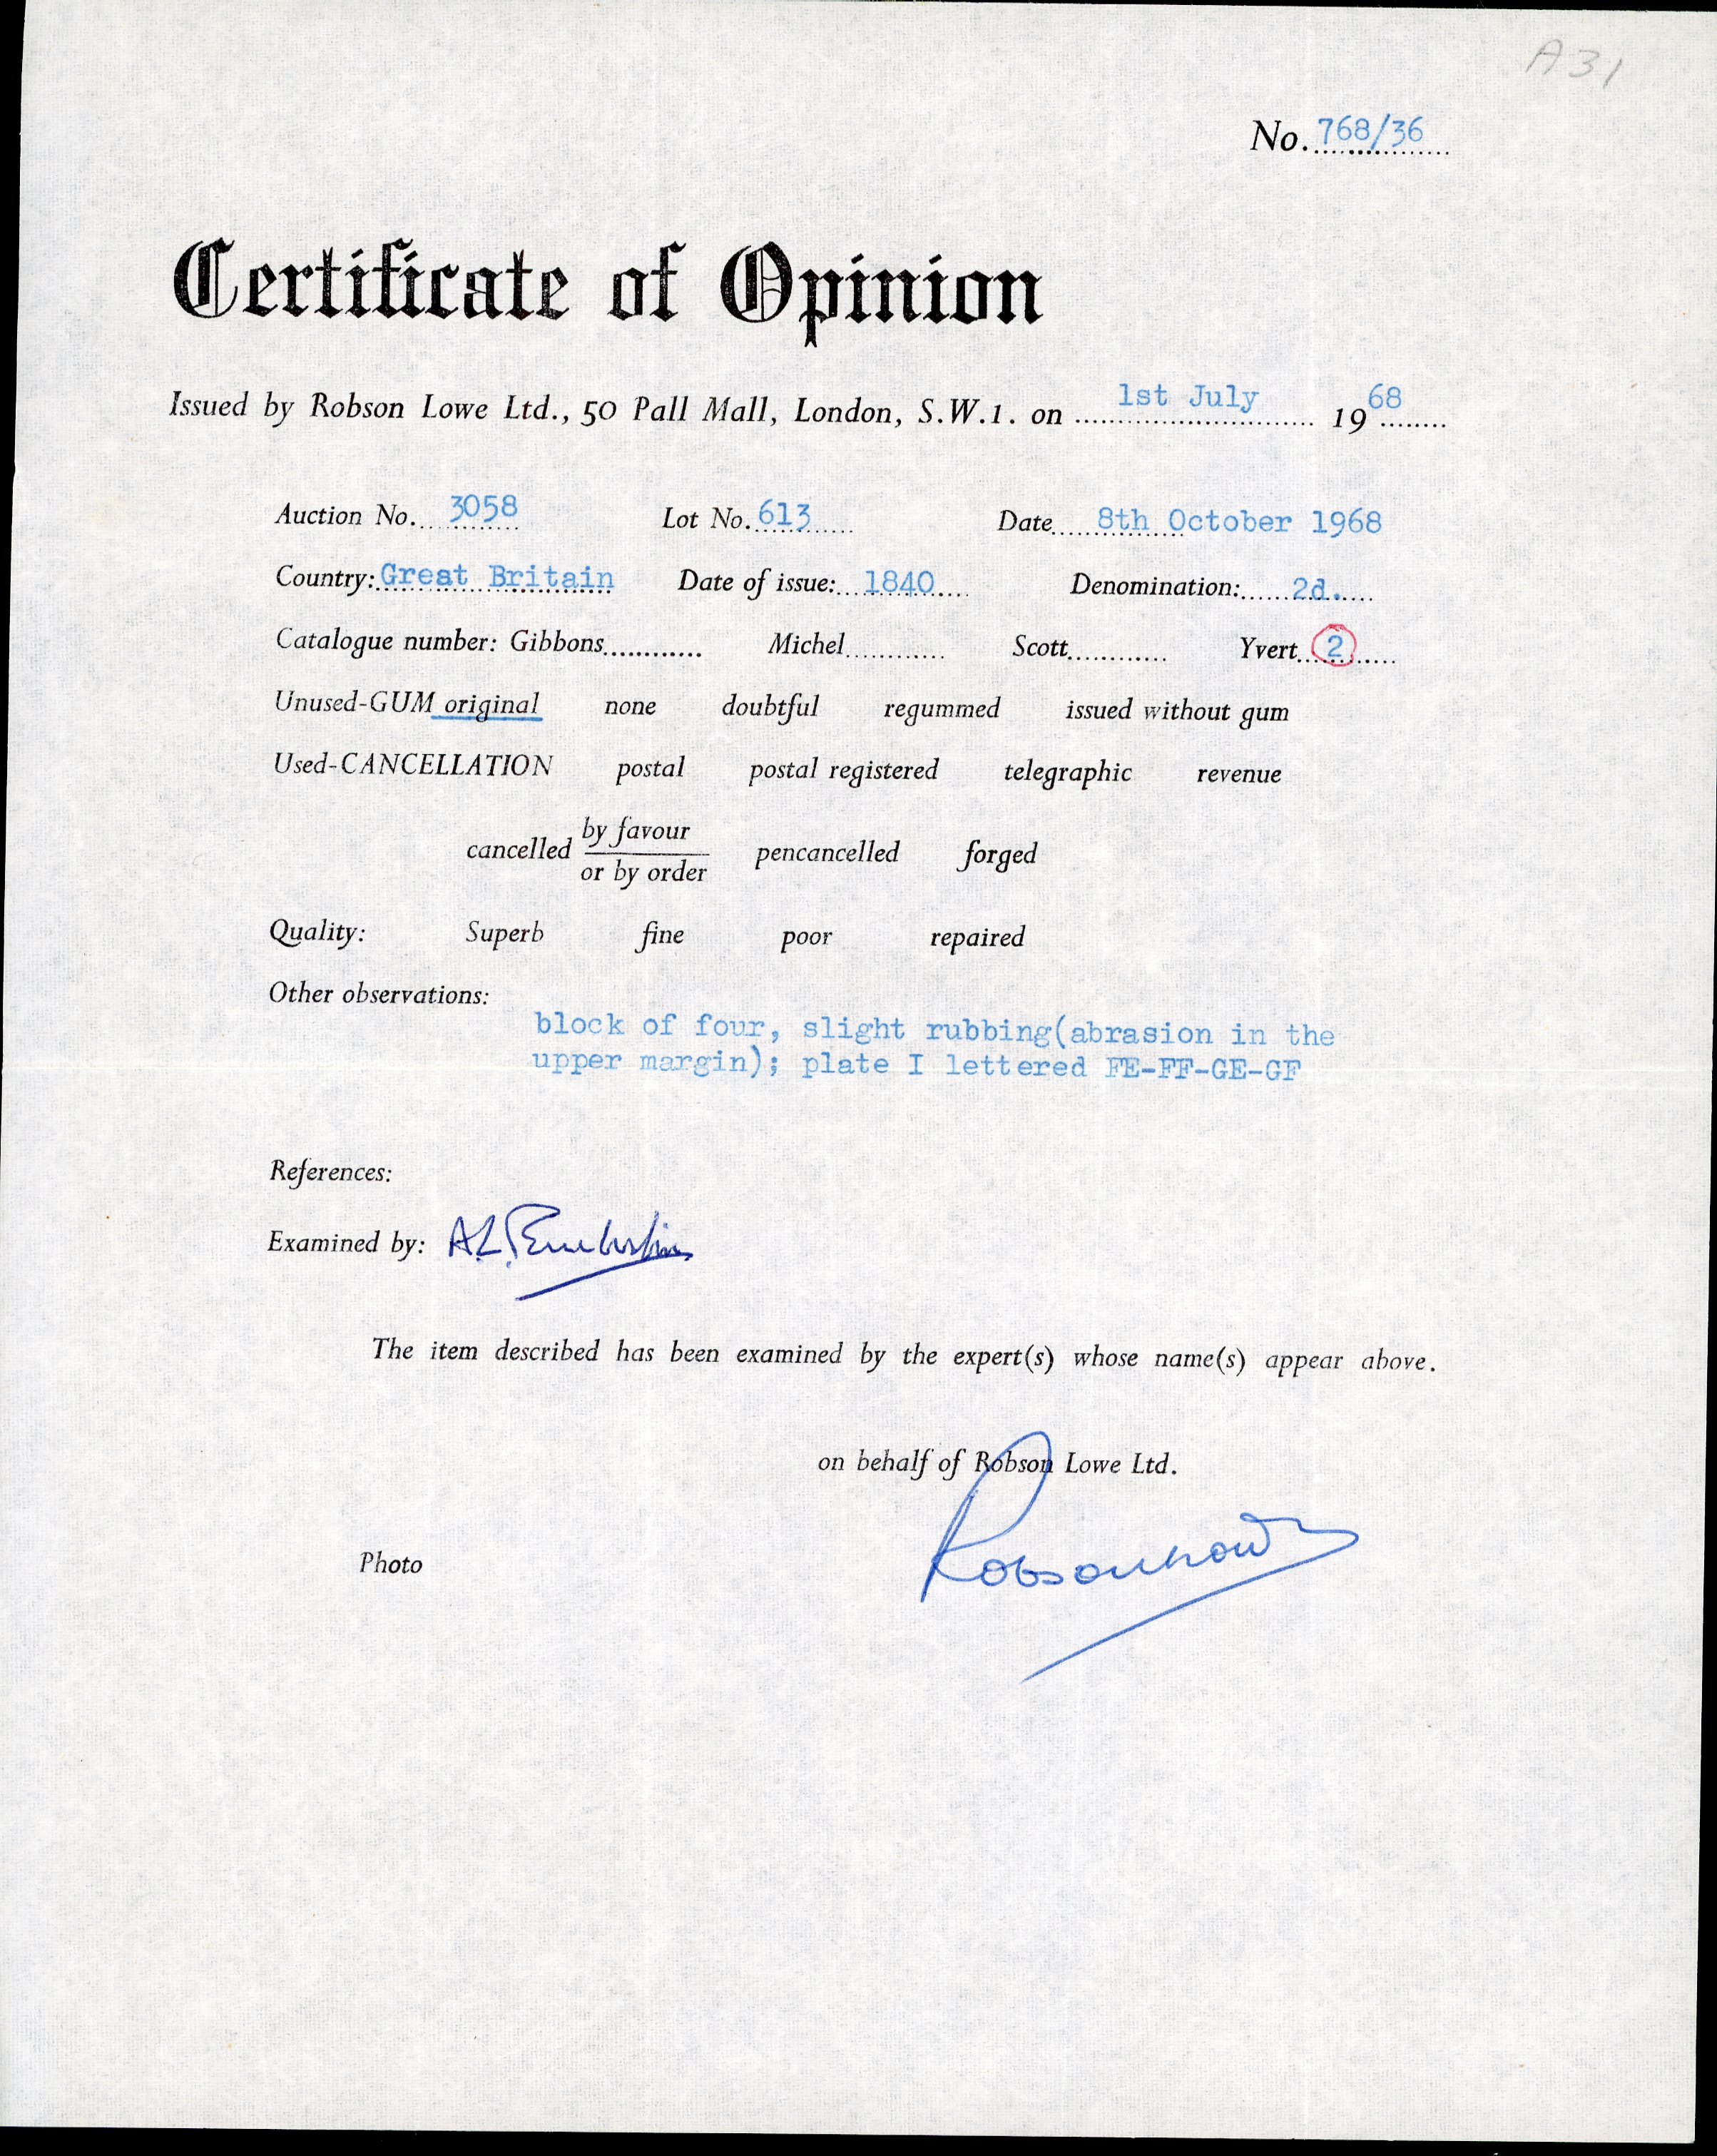 A31
No. 768/36
Certificate of Opinion
Issued by Robson Lowe Ltd., 50 Pall Mall, London, S.W.1. on 1st July 1968
Auction No. 3058 Lot No. 613 Date 8th October 1968
Country: Great Britain Date of issue: 1840 Denomination: 2d.
Catalogue number: Gibbons Michel Scott Yvert 2
Unused-GUM original none doubtful regummed issued without gum
Used-CANCELLATION postal postal registered telegraphic revenue
cancelled by favour or by order pencancelled forged
Quality: Superb fine poor repaired
Other observations:
block of four, slight rubbing(abrasion in the
upper margin); plate I lettered FE-FF-GE-GF
References:
Examined by: A.L.
The item described has been examined by the expert(s) whose name(s) appear above.
on behalf of Robson Lowe Ltd.
Robson Lowe
Photo